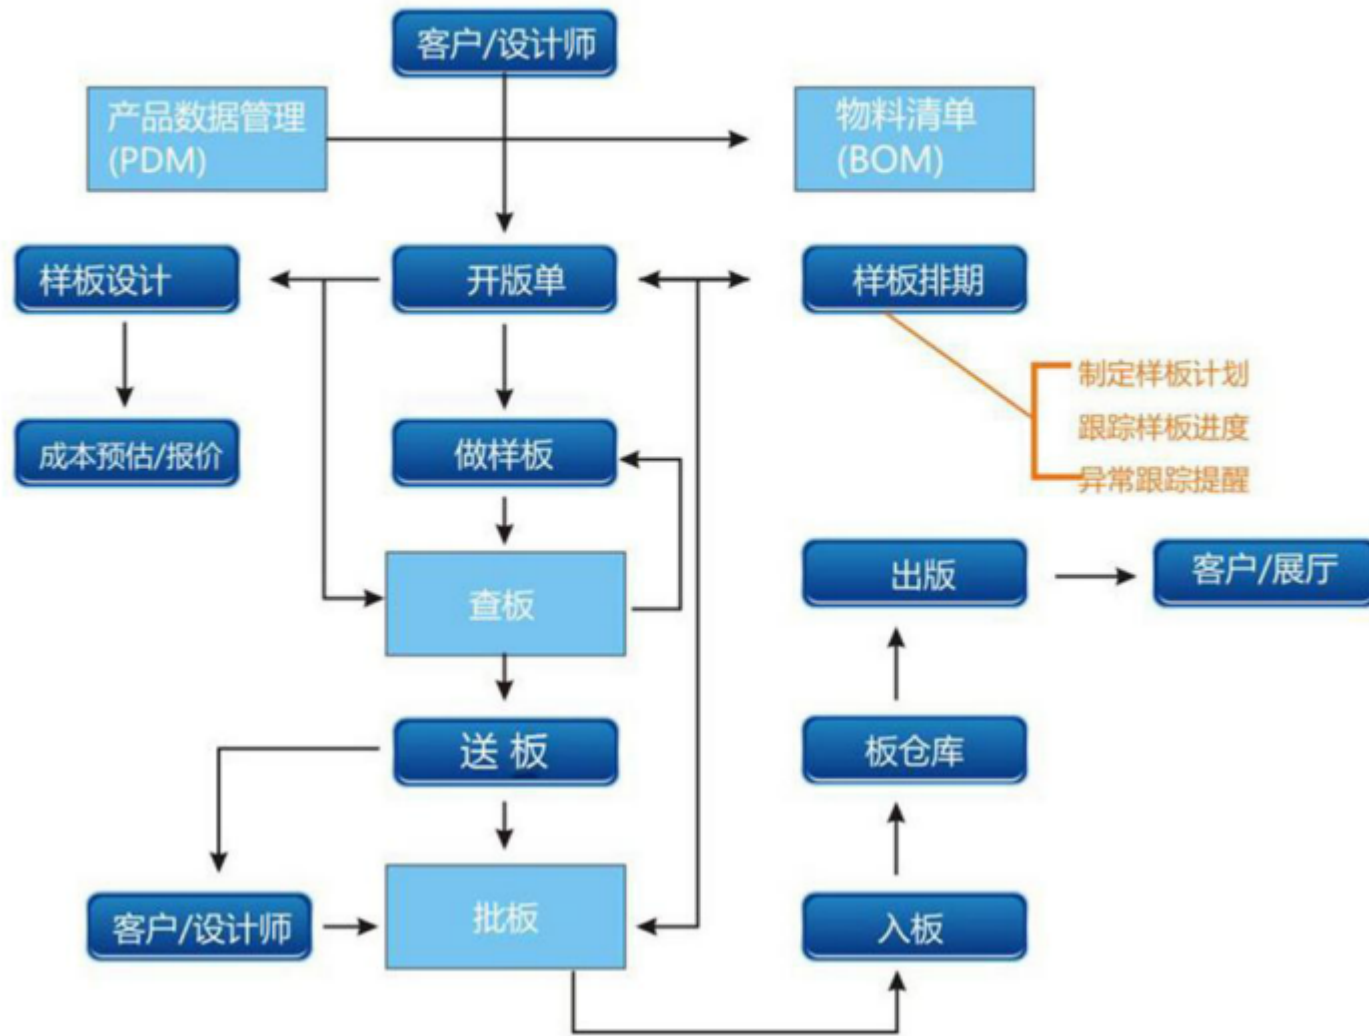 客户/设计师
产品数据管理
(PDM)
物料清单
(BOM)
样板设计
开版单
样板排期
制定样板计划
跟踪样板进度
异常跟踪提醒
成本预估/报价
做样板
查板
出版
客户/展厅
送 板
板仓库
客户/设计师
批板
入板